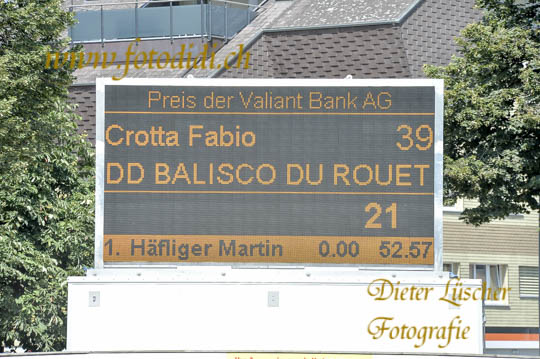 www.fotodidl.ch
Preis der Valiant Bank AG
Crotta Fabio 39
DD BALISCO DU ROUET
21
1. Häfliger Martin 0.00 52.57
Dieter Lüscher
Fotografie